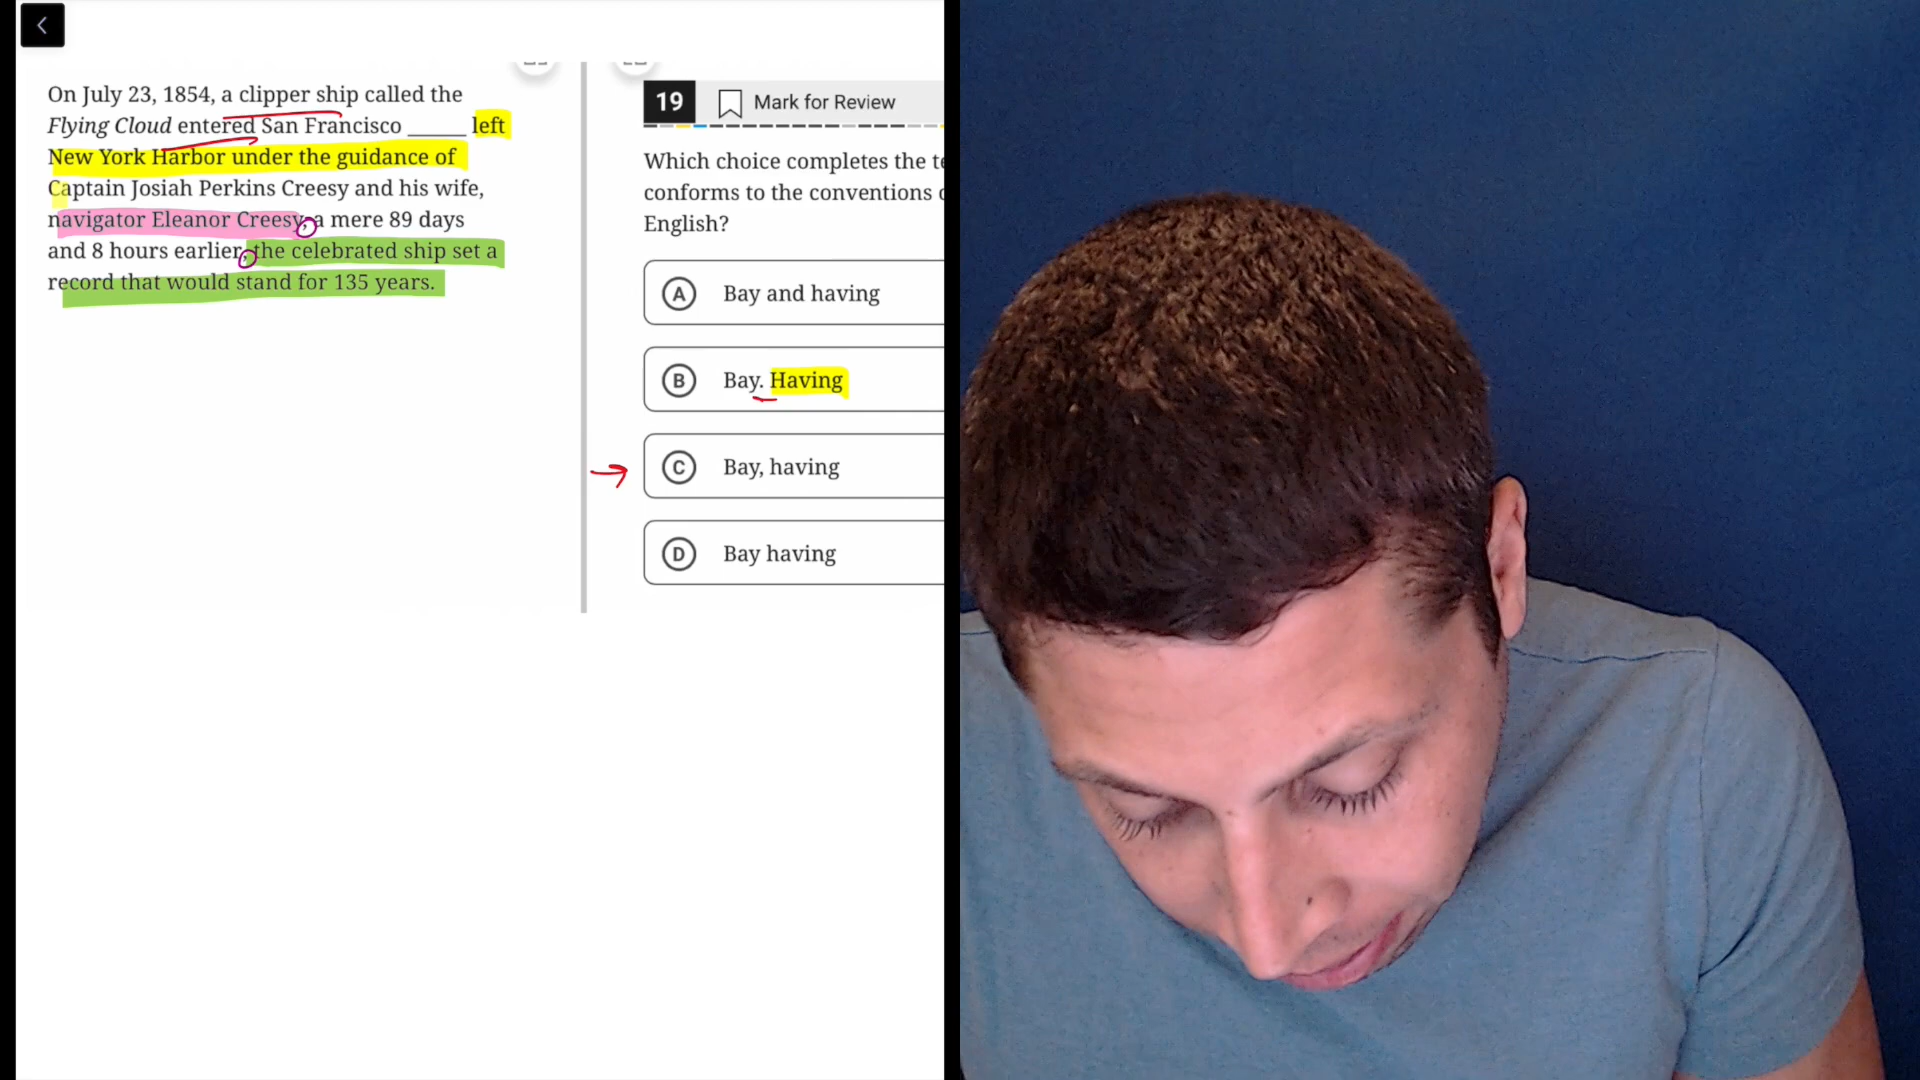 On July 23, 1854, a clipper ship called the
Flying Cloud entered San Francisco _____ left
New York Harbor under the guidance of
Captain Josiah Perkins Creesy and his wife,
navigator Eleanor Creesy, a mere 89 days
and 8 hours earlier, the celebrated ship set a
record that would stand for 135 years.
19 Mark for Review
Which choice completes the te
conforms to the conventions o
English?
A Bay and having
B Bay. Having
C Bay, having
D Bay having